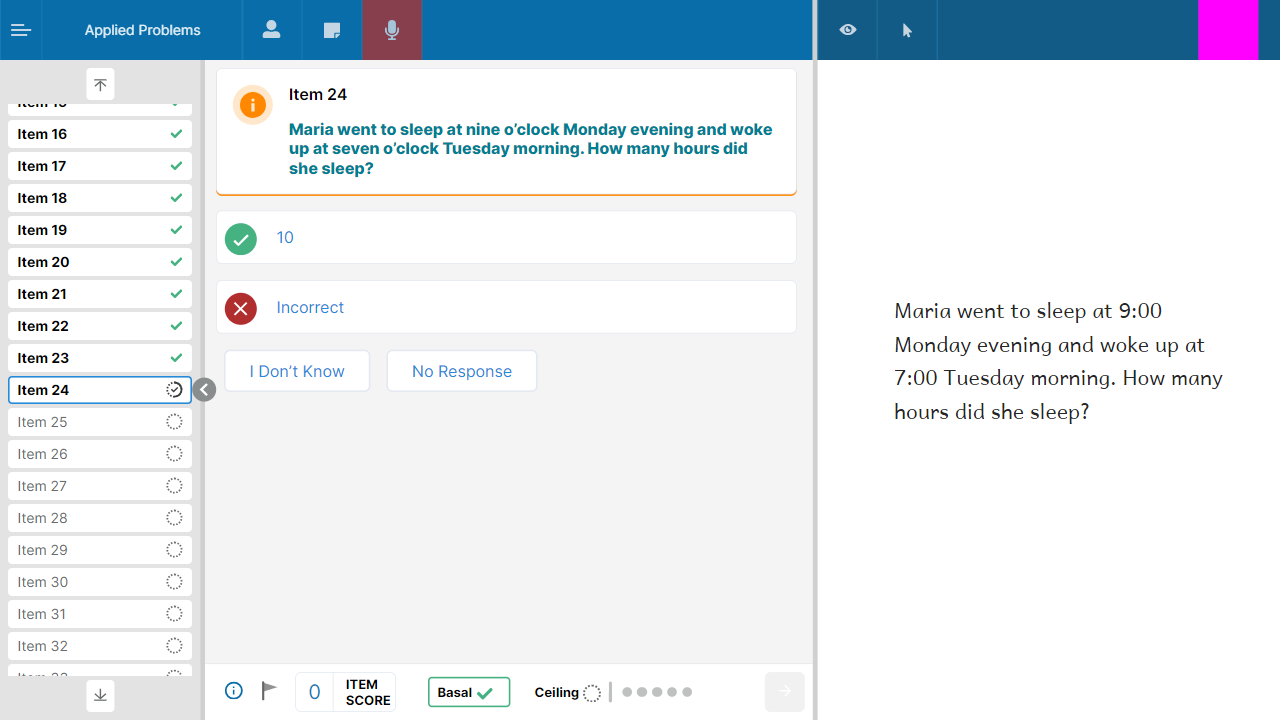 Applied Problems
Item 16
Item 17
Item 18
Item 19
Item 20
Item 21
Item 22
Item 23
Item 24
Item 25
Item 26
Item 27
Item 28
Item 29
Item 30
Item 31
Item 32
Item 24
Maria went to sleep at nine o’clock Monday evening and woke
up at seven o’clock Tuesday morning. How many hours did
she sleep?
10
Incorrect
I Don’t Know
No Response
0
ITEM
SCORE
Basal
Ceiling
Maria went to sleep at 9:00
Monday evening and woke up at
7:00 Tuesday morning. How many
hours did she sleep?